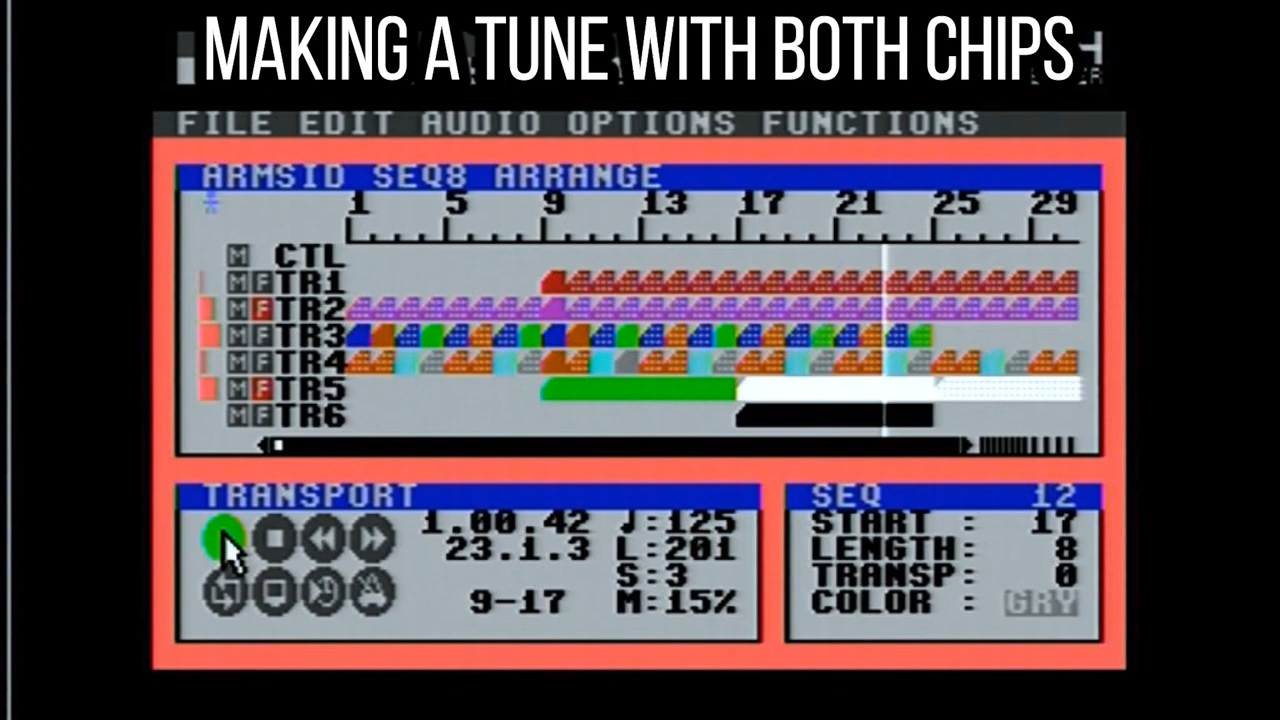 MAKING A TUNE WITH BOTH CHIPS
FILE EDIT AUDIO OPTIONS FUNCTIONS
ARMSID SEQ8 ARRANGE
1 5 9 13 17 21 25 29
M CTL
M F TR1
M F TR2
M F TR3
M F TR4
M F TR5
M F TR6
TRANSPORT
1.00.42 ♩:125
23.1.3 L:201
S:3
9-17 M:15%
SEQ 12
START : 17
LENGTH: 8
TRANSP: 0
COLOR : GRY